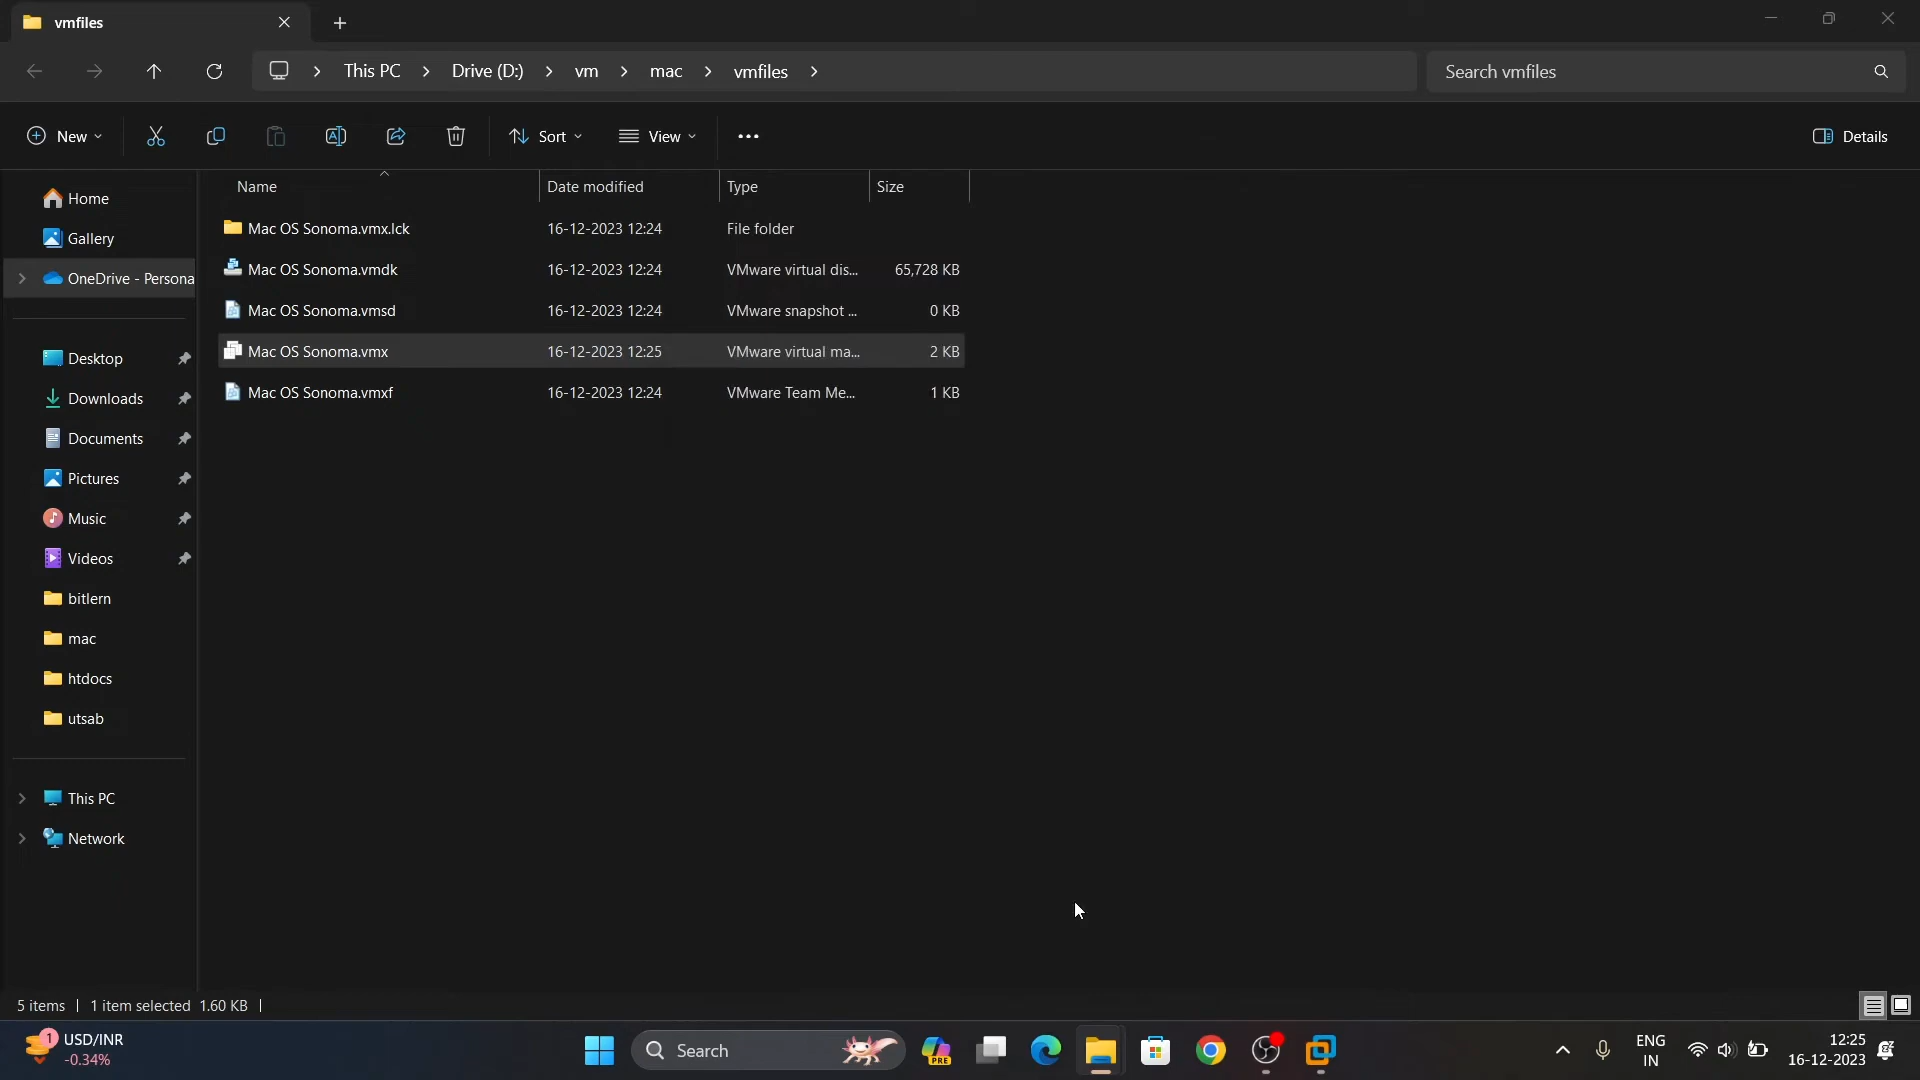 vmfiles
This PC
Drive (D:)
vm
mac
vmfiles
Search vmfiles
New
Sort
View
Details
Name
Date modified
Type
Size
Mac OS Sonoma.vmx.lck 16-12-2023 12:24 File folder
Mac OS Sonoma.vmdk 16-12-2023 12:24 VMware virtual dis... 65,728 KB
Mac OS Sonoma.vmsd 16-12-2023 12:24 VMware snapshot ... 0 KB
Mac OS Sonoma.vmx 16-12-2023 12:25 VMware virtual ma... 2 KB
Mac OS Sonoma.vmxf 16-12-2023 12:24 VMware Team Me... 1 KB
Home
Gallery
OneDrive - Persona
Desktop
Downloads
Documents
Pictures
Music
Videos
bitlern
mac
htdocs
utsab
This PC
Network
5 items
1 item selected 1.60 KB
1
USD/INR
-0.34%
Search
PRE
ENG
IN
12:25
16-12-2023